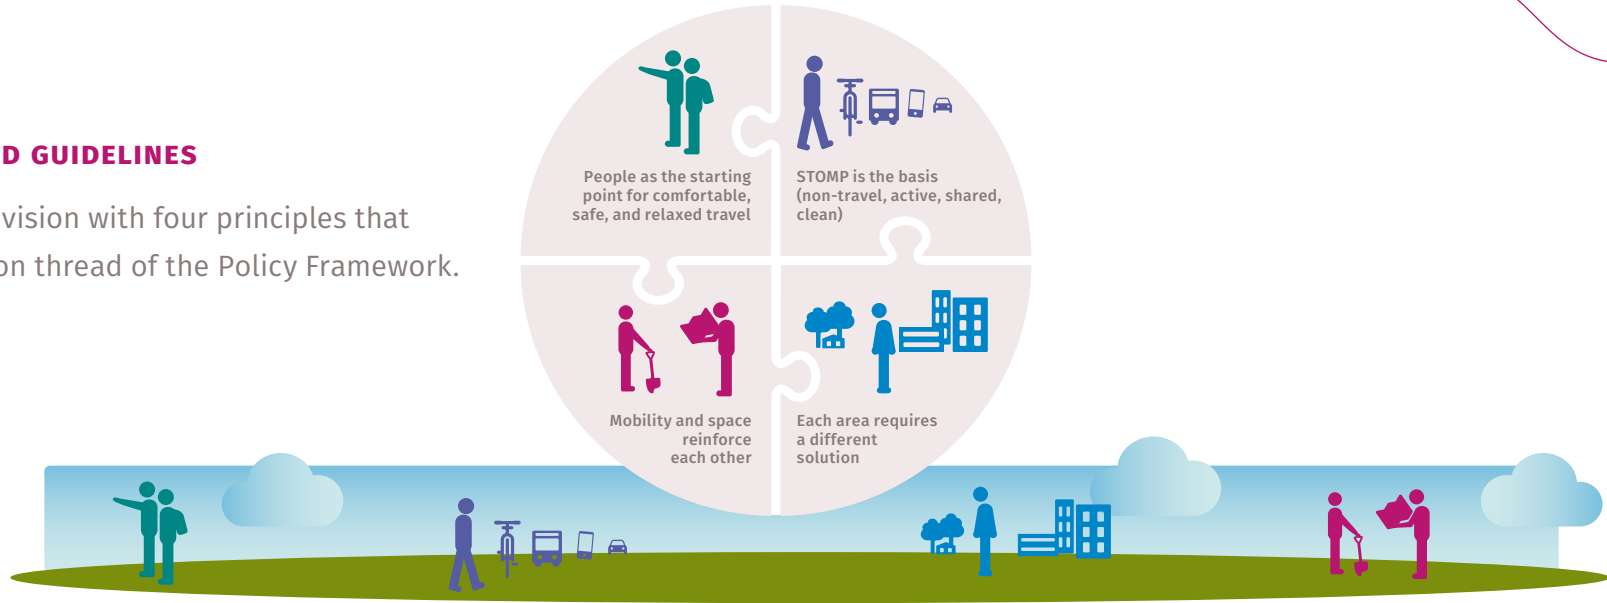 D GUIDELINES
vision with four principles that
on thread of the Policy Framework.
People as the starting
point for comfortable,
safe, and relaxed travel
STOMP is the basis
(non-travel, active, shared,
clean)
Mobility and space
reinforce
each other
Each area requires
a different
solution